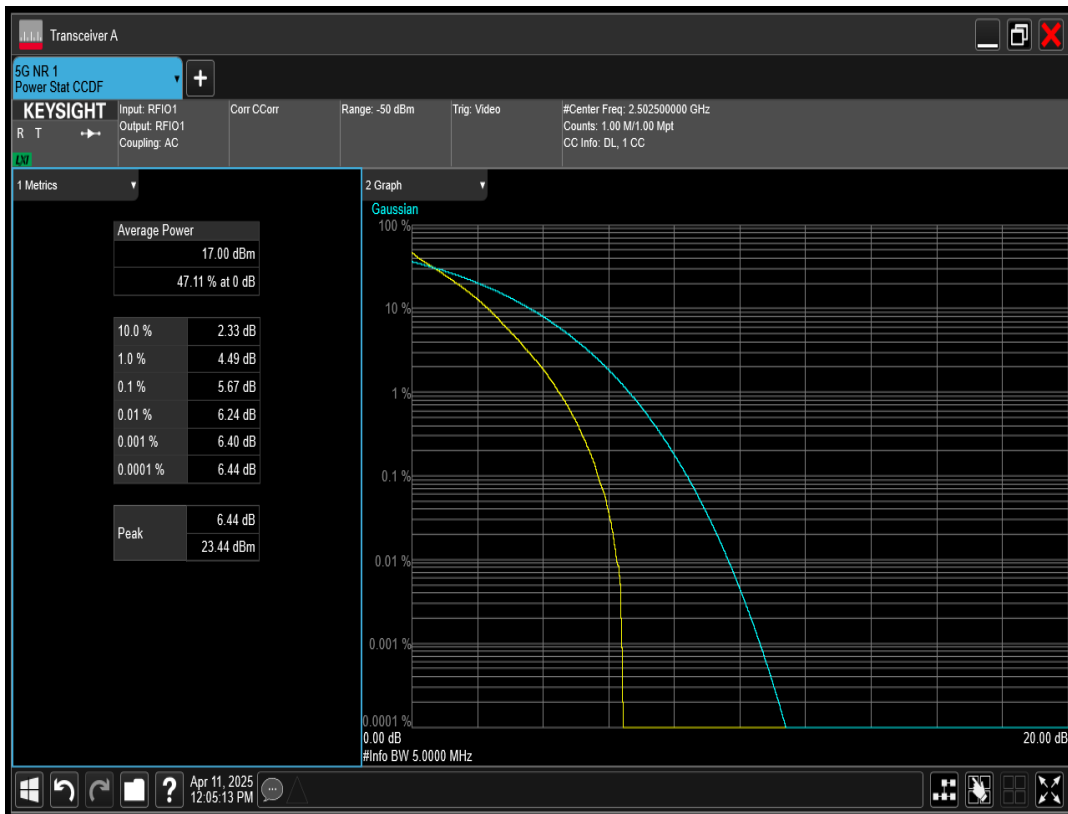 Transceiver A
5G NR 1
Power Stat CCDF
+
KEYSIGHT
R T
LXI
Input: RFIO1
Output: RFIO1
Coupling: AC
Corr CCorr
Range: -50 dBm
Trig: Video
#Center Freq: 2.502500000 GHz
Counts: 1.00 M/1.00 Mpt
CC Info: DL, 1 CC
1 Metrics
Average Power
17.00 dBm
47.11 % at 0 dB
10.0 % 2.33 dB
1.0 % 4.49 dB
0.1 % 5.67 dB
0.01 % 6.24 dB
0.001 % 6.40 dB
0.0001 % 6.44 dB
Peak
6.44 dB
23.44 dBm
2 Graph
Gaussian
100 %
10 %
1 %
0.1 %
0.01 %
0.001 %
0.0001 %
0.00 dB 20.00 dB
#Info BW 5.0000 MHz
?
Apr 11, 2025
12:05:13 PM